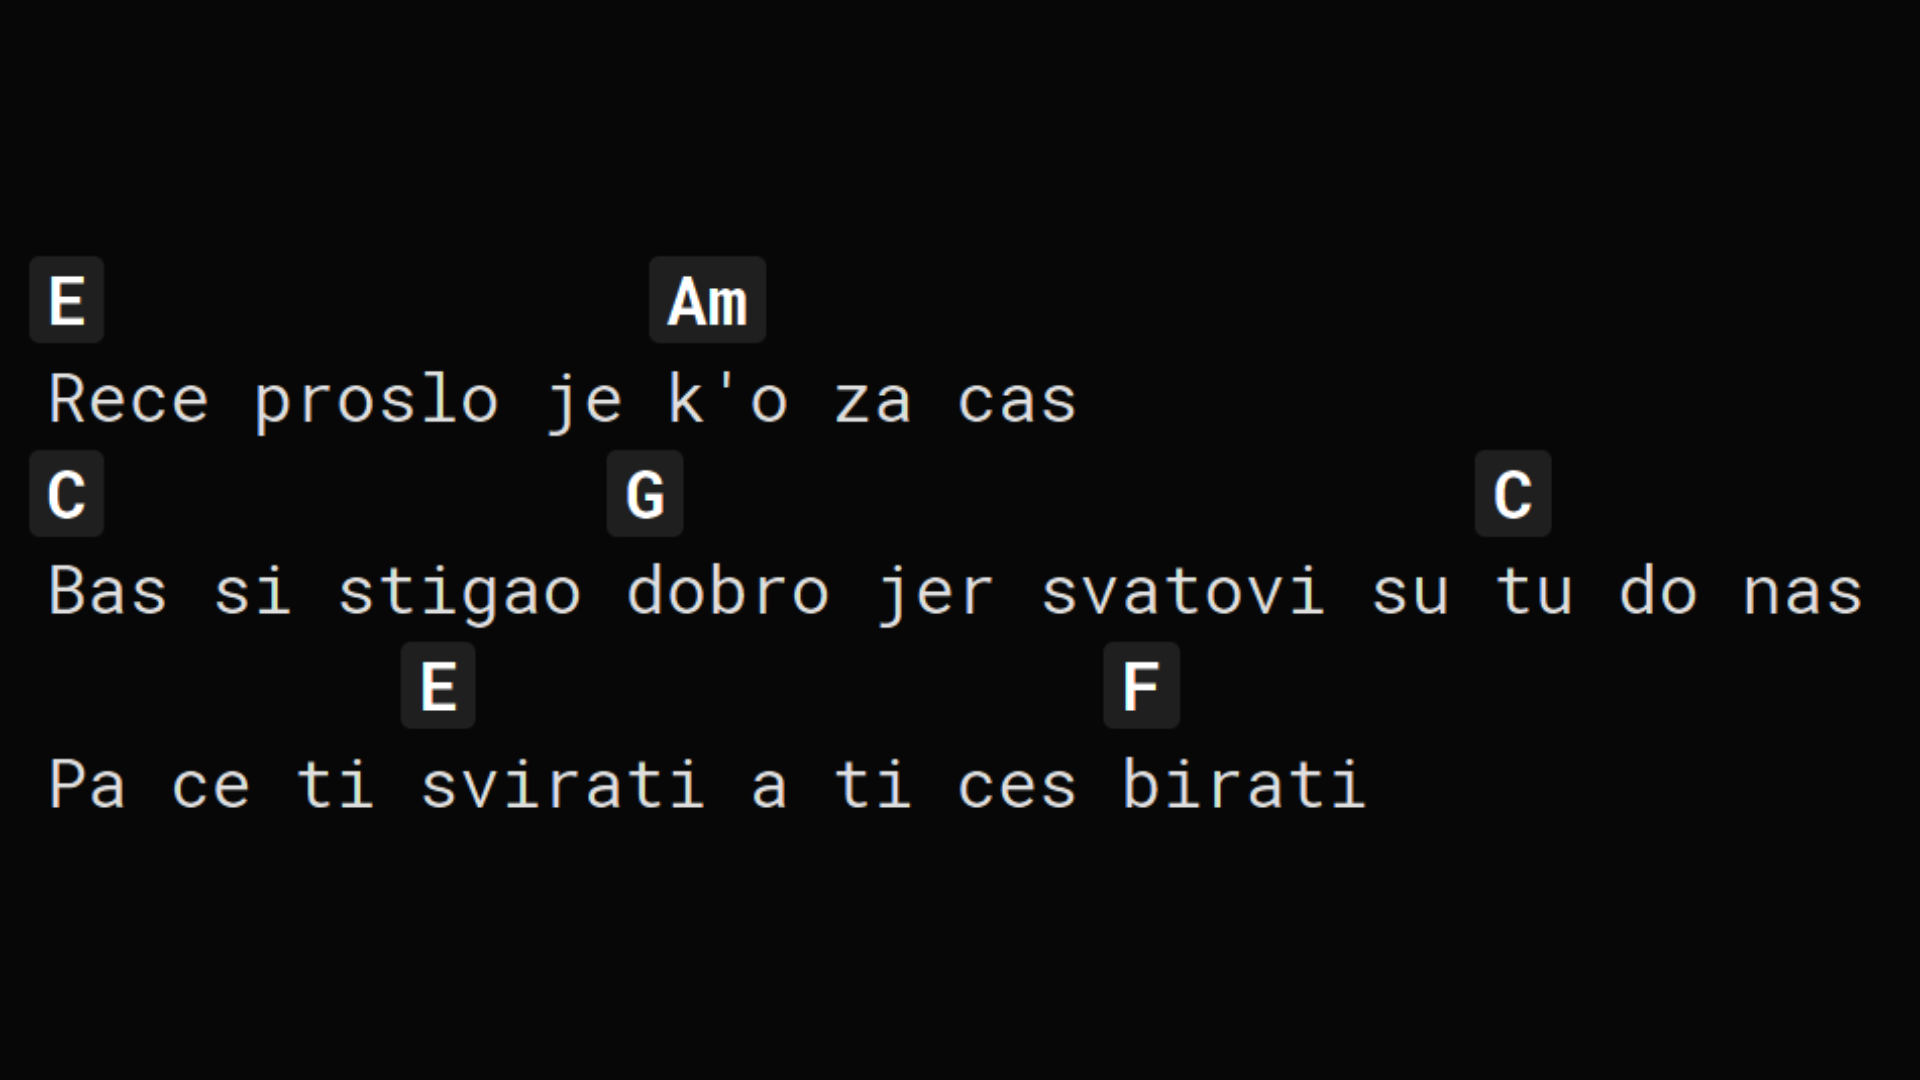 E Am
Rece proslo je k'o za cas
C G C
Bas si stigao dobro jer svatovi su tu do nas
E F
Pa ce ti svirati a ti ces birati